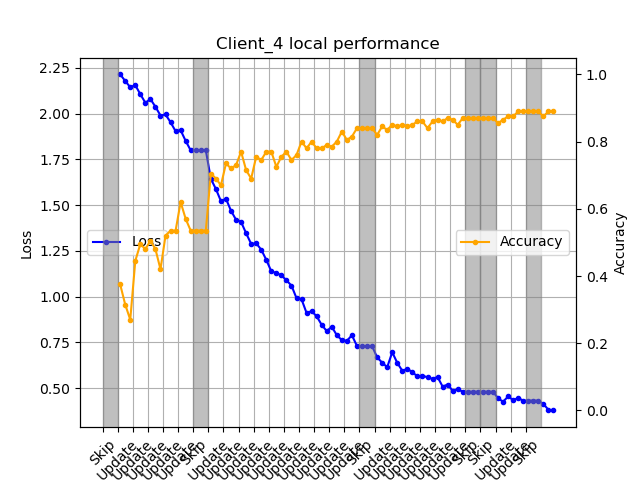 Client_4 local performance
2.25
2.00
1.75
1.50
1.25
1.00
0.75
0.50
Loss
Loss
Accuracy
1.0
0.8
0.6
0.4
0.2
0.0
Accuracy
Skip
Update
Update
Update
Update
Update
Skip
Update
Update
Update
Update
Update
Update
Update
Update
Update
Update
Skip
Update
Update
Update
Update
Update
Update
Skip
Skip
Update
Update
Skip